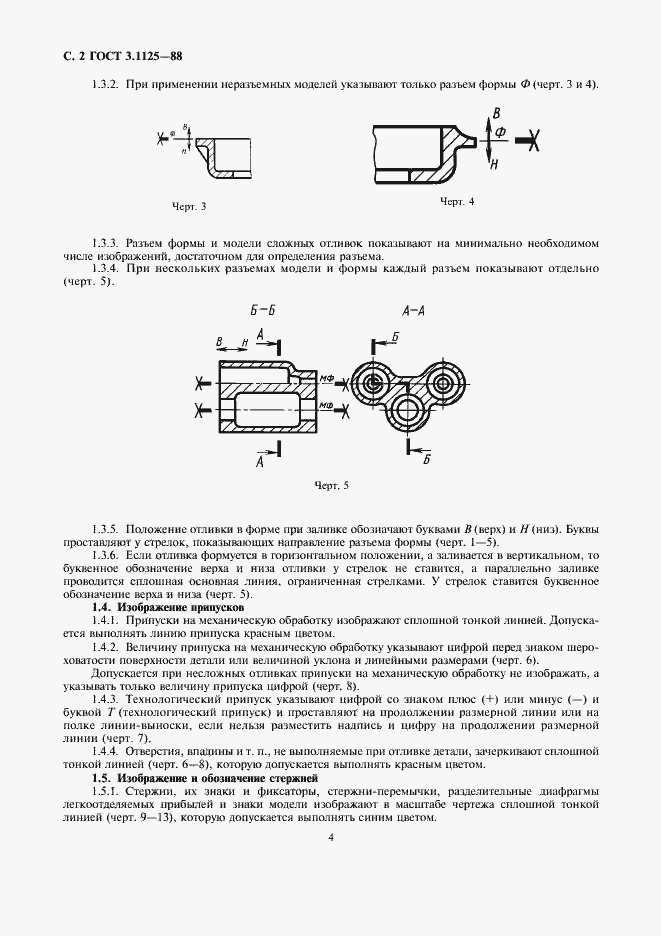 С. 2 ГОСТ 3.1125—88
1.3.2. При применении неразъемных моделей указывают только разъем формы Ф (черт. 3 и 4).
В
Ф
Н
Черт. 3
В
Ф
Н
Черт. 4
1.3.3. Разъем формы и модели сложных отливок показывают на минимально необходимом
числе изображений, достаточном для определения разъема.
1.3.4. При нескольких разъемах модели и формы каждый разъем показывают отдельно
(черт. 5).
Б—Б
А—А
В Н А
Б
МФ
МФ
А
Б
Черт. 5
1.3.5. Положение отливки в форме при заливке обозначают буквами В (верх) и Н (низ). Буквы
проставляют у стрелок, показывающих направление разъема формы (черт. 1—5).
1.3.6. Если отливка формуется в горизонтальном положении, а заливается в вертикальном, то
буквенное обозначение верха и низа отливки у стрелок не ставится, а параллельно заливке
проводится сплошная основная линия, ограниченная стрелками. У стрелок ставится буквенное
обозначение верха и низа (черт. 5).
1.4. Изображение припусков
1.4.1. Припуски на механическую обработку изображают сплошной тонкой линией. Допуска-
ется выполнять линию припуска красным цветом.
1.4.2. Величину припуска на механическую обработку указывают цифрой перед знаком шеро-
ховатости поверхности детали или величиной уклона и линейными размерами (черт. 6).
Допускается при несложных отливках припуски на механическую обработку не изображать, а
указывать только величину припуска цифрой (черт. 8).
1.4.3. Технологический припуск указывают цифрой со знаком плюс (+) или минус (—) и
буквой Т (технологический припуск) и проставляют на продолжении размерной линии или на
полке линии-выноски, если нельзя разместить надпись и цифру на продолжении размерной
линии (черт. 7).
1.4.4. Отверстия, впадины и т. п., не выполняемые при отливке детали, зачеркивают сплошной
тонкой линией (черт. 6—8), которую допускается выполнять красным цветом.
1.5. Изображение и обозначение стержней
1.5.1. Стержни, их знаки и фиксаторы, стержни-перемычки, разделительные диафрагмы
легкоотделяемых прибылей и знаки модели изображают в масштабе чертежа сплошной тонкой
линией (черт. 9—13), которую допускается выполнять синим цветом.
4